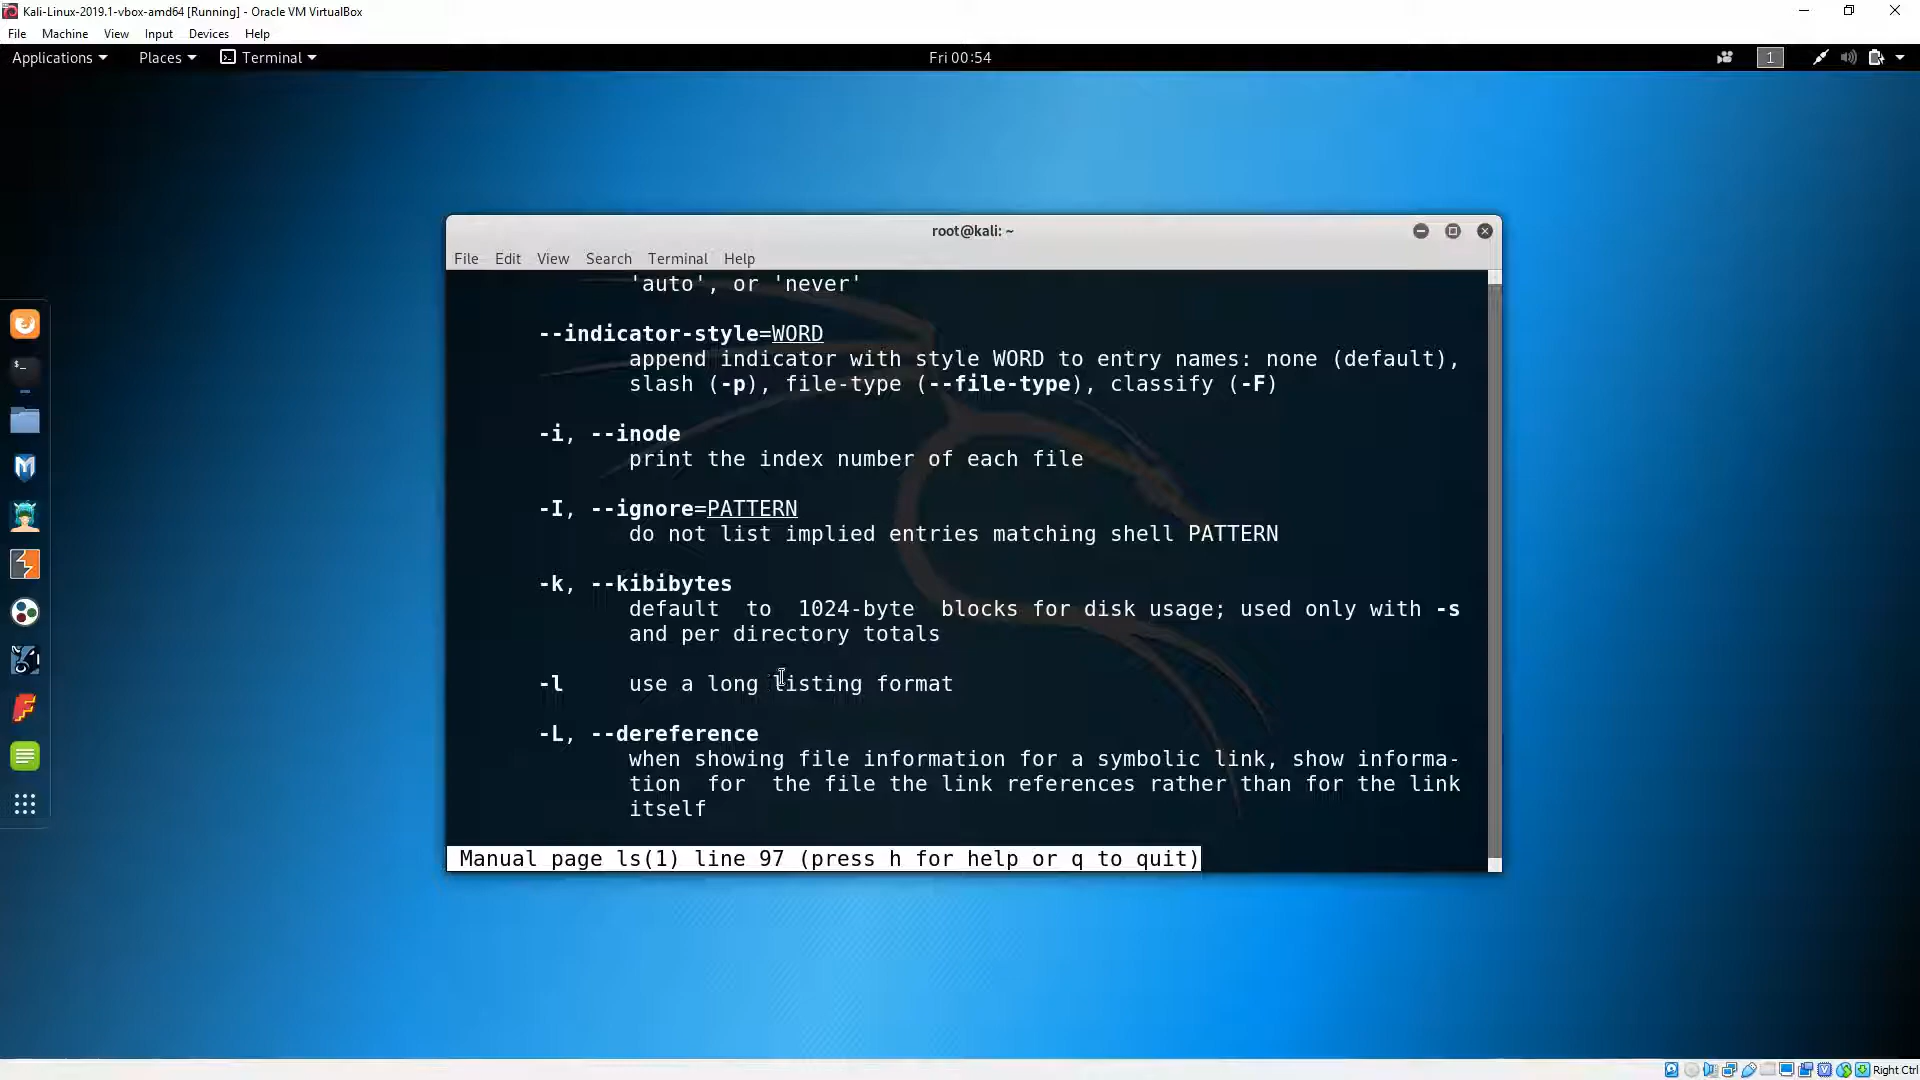 Kali-Linux-2019.1-vbox-amd64 [Running] - Oracle VM VirtualBox
File Machine View Input Devices Help
Applications Places Terminal Fri 00:54 1
root@kali: ~
File Edit View Search Terminal Help
'auto', or 'never'
--indicator-style=WORD
append indicator with style WORD to entry names: none (default),
slash (-p), file-type (--file-type), classify (-F)
-i, --inode
print the index number of each file
-I, --ignore=PATTERN
do not list implied entries matching shell PATTERN
-k, --kibibytes
default to 1024-byte blocks for disk usage; used only with -s
and per directory totals
-l use a long listing format
-L, --dereference
when showing file information for a symbolic link, show informa-
tion for the file the link references rather than for the link
itself
Manual page ls(1) line 97 (press h for help or q to quit)
Right Ctrl